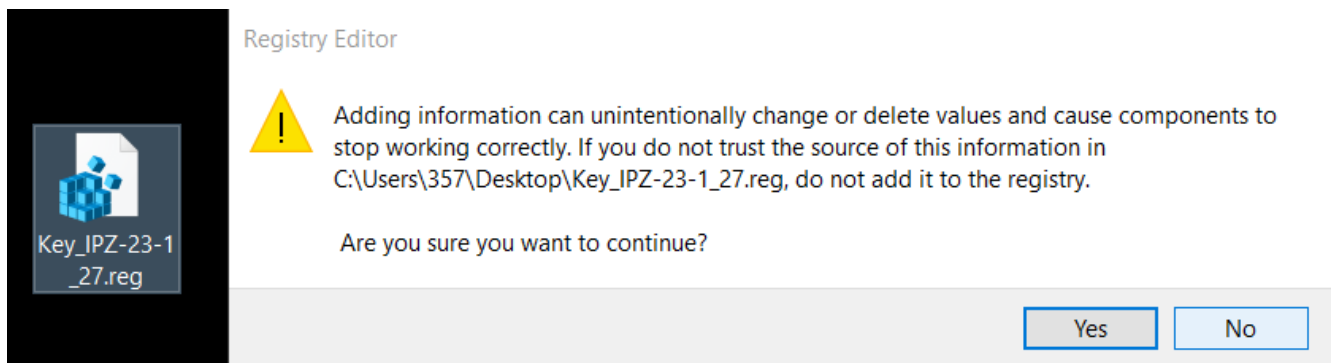 Key_IPZ-23-1
_27.reg
Registry Editor
Adding information can unintentionally change or delete values and cause components to
stop working correctly. If you do not trust the source of this information in
C:\Users\357\Desktop\Key_IPZ-23-1_27.reg, do not add it to the registry.
Are you sure you want to continue?
Yes
No